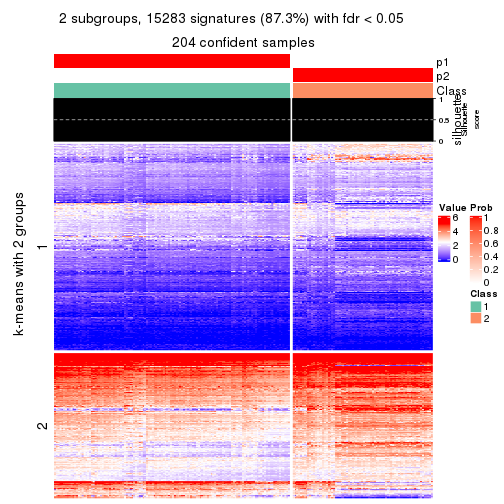 2 subgroups, 15283 signatures (87.3%) with fdr < 0.05
204 confident samples
p1
p2
Class
1
0.5
0
silhouette
Silhouette
score
k-means with 2 groups
1
2
Value
6
4
2
0
Prob
1
0.8
0.6
0.4
0.2
0
Class
1
2